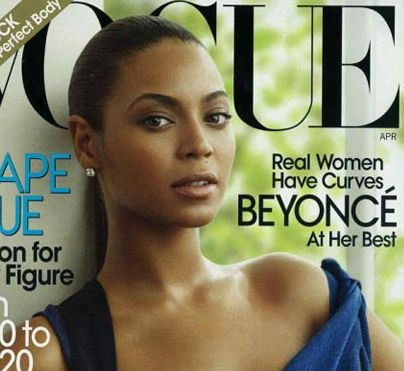 CK
Perfect Body
VOGUE
APR
APE
UE
on for
Figure
n
0 to
20
Real Women
Have Curves
BEYONCÉ
At Her Best